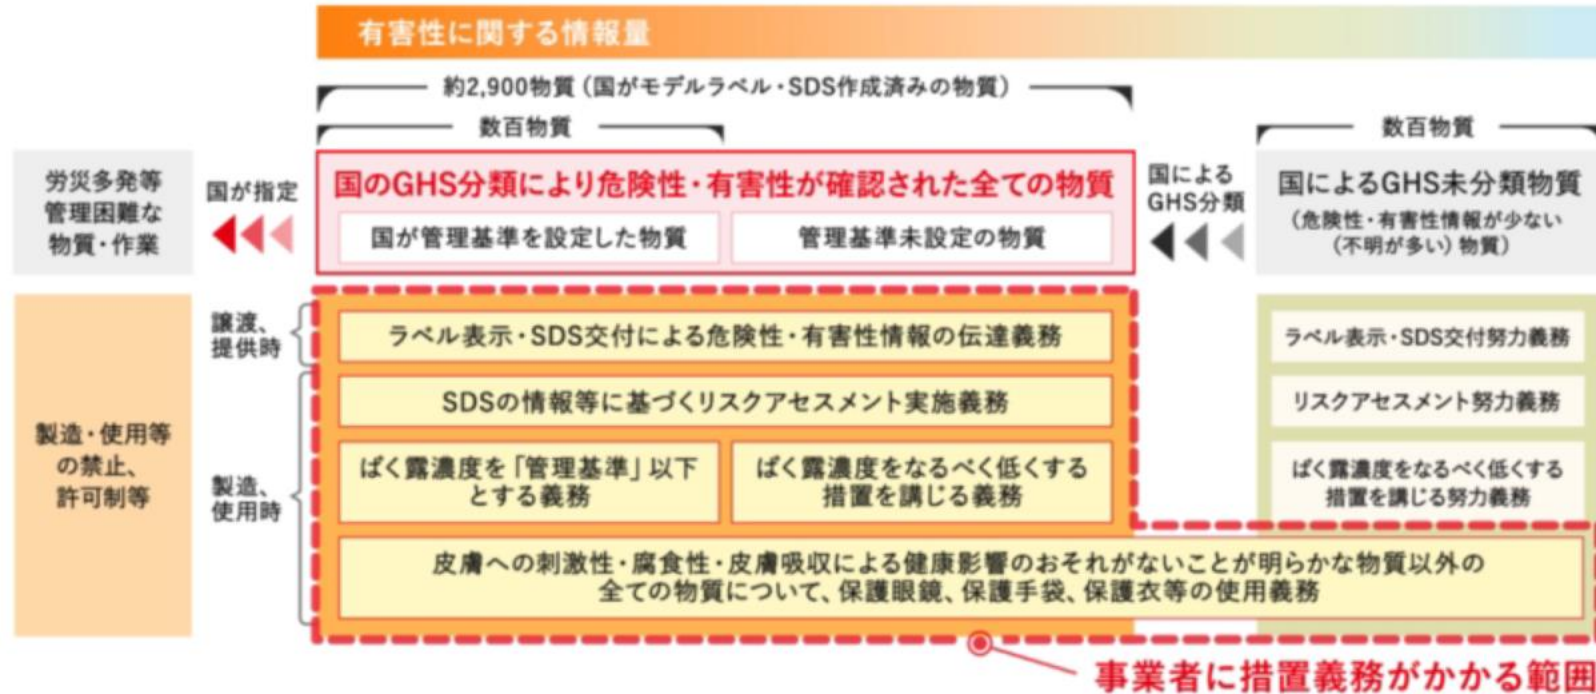 有害性に関する情報量
約2,900物質（国がモデルラベル・SDS作成済みの物質）
数百物質
数百物質
労災多発等
管理困難な
物質・作業
国が指定
国のGHS分類により危険性・有害性が確認された全ての物質
国が管理基準を設定した物質
管理基準未設定の物質
国による
GHS分類
国によるGHS未分類物質
（危険性・有害性情報が少ない
（不明が多い）物質）
製造・使用等
の禁止、
許可制等
譲渡、
提供時
ラベル表示・SDS交付による危険性・有害性情報の伝達義務
ラベル表示・SDS交付努力義務
製造、
使用時
SDSの情報等に基づくリスクアセスメント実施義務
リスクアセスメント努力義務
ばく露濃度を「管理基準」以下
とする義務
ばく露濃度をなるべく低くする
措置を講じる義務
ばく露濃度をなるべく低くする
措置を講じる努力義務
皮膚への刺激性・腐食性・皮膚吸収による健康影響のおそれがないことが明らかな物質以外の
全ての物質について、保護眼鏡、保護手袋、保護衣等の使用義務
事業者に措置義務がかかる範囲